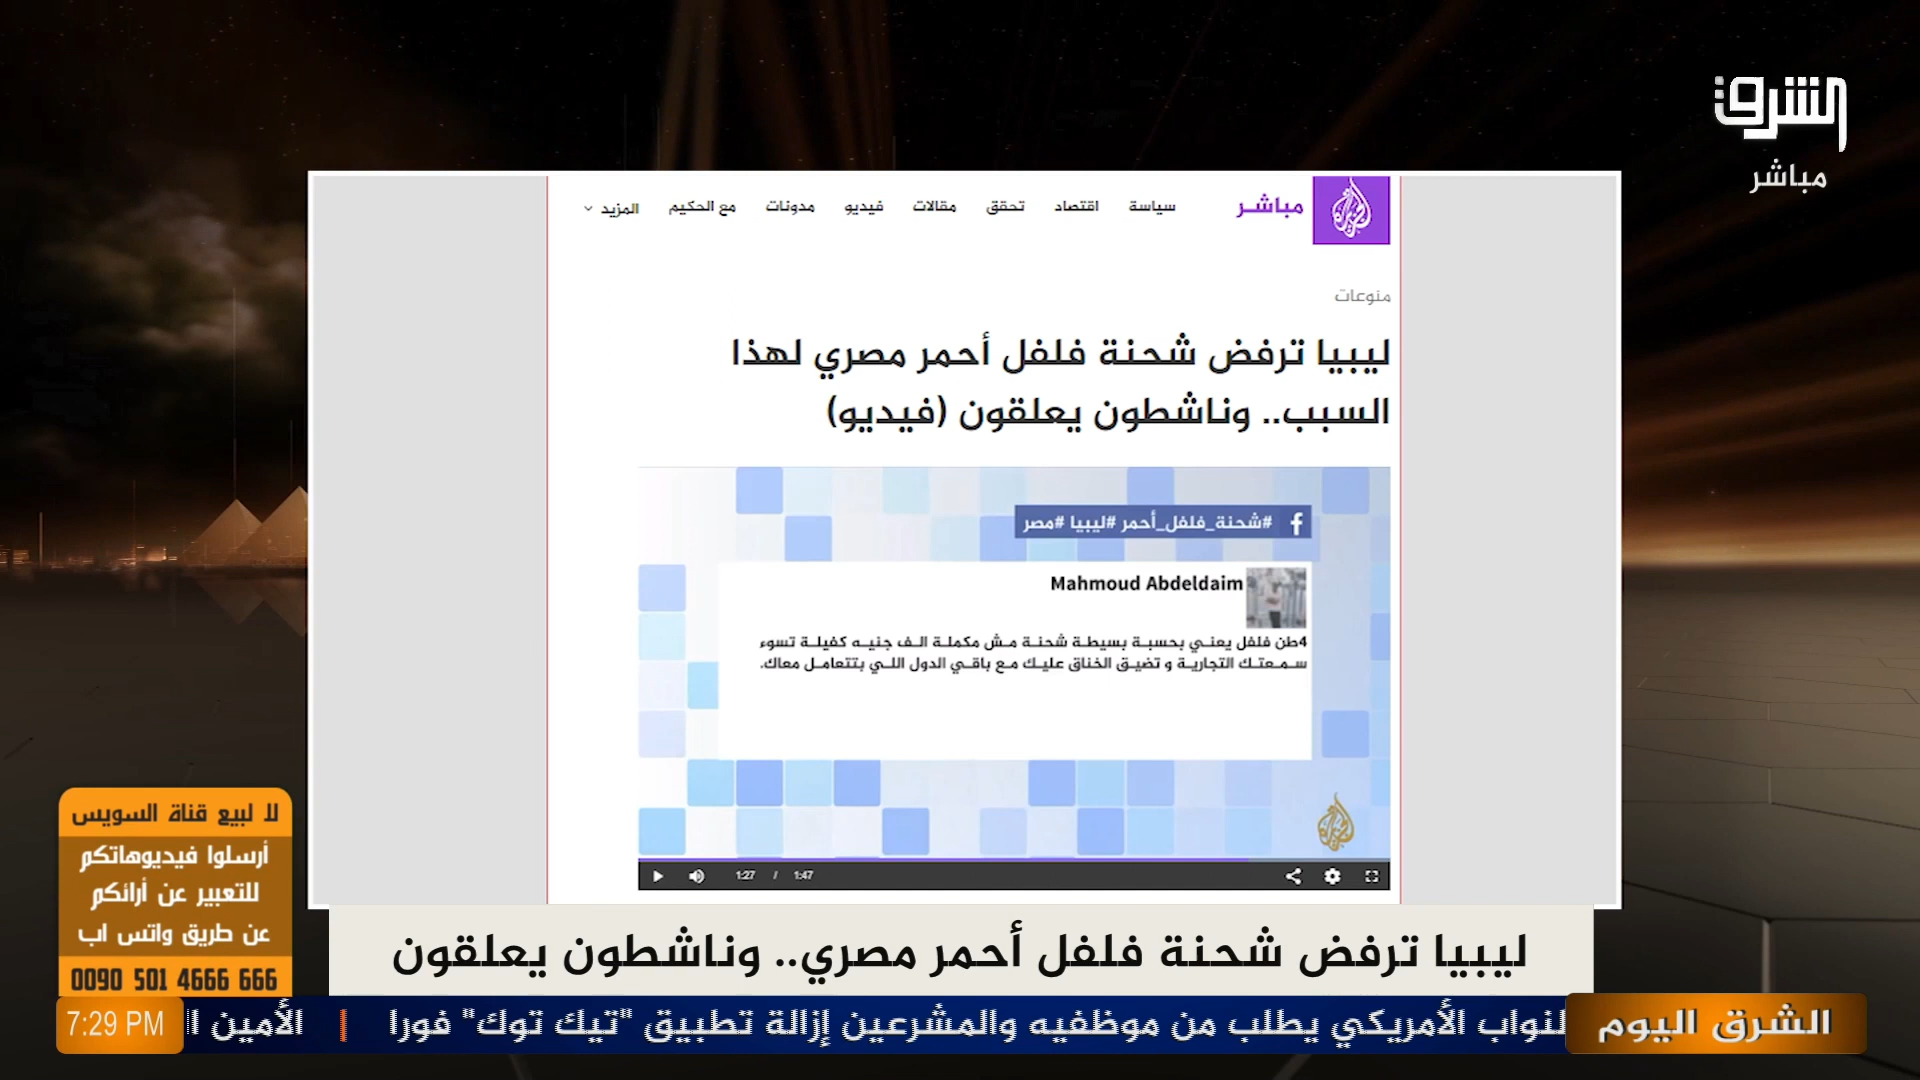 الشرق
مباشر
الجزيرة
مباشر
سياسة
اقتصاد
تحقق
مقالات
فيديو
مدونات
مع الحكيم
المزيد
منوعات
ليبيا ترفض شحنة فلفل أحمر مصري لهذا
السبب.. وناشطون يعلقون (فيديو)
#شحنة_فلفل_أحمر #ليبيا #مصر
Mahmoud Abdeldaim
4طن فلفل يعني بحسبة بسيطة شحنة مش مكملة الف جنيه كفيلة تسوء
سمعتك التجارية و تضيق الخناق عليك مع باقي الدول اللي بتتعامل معاك.
الجزيرة
1:27 / 1:47
لا لبيع قناة السويس
أرسلوا فيديوهاتكم
للتعبير عن أرائكم
عن طريق واتس اب
0090 501 4666 666
ليبيا ترفض شحنة فلفل أحمر مصري.. وناشطون يعلقون
الشرق اليوم
لنواب الأمريكي يطلب من موظفيه والمشرعين إزالة تطبيق "تيك توك" فورا | الأمين ال
7:29 PM